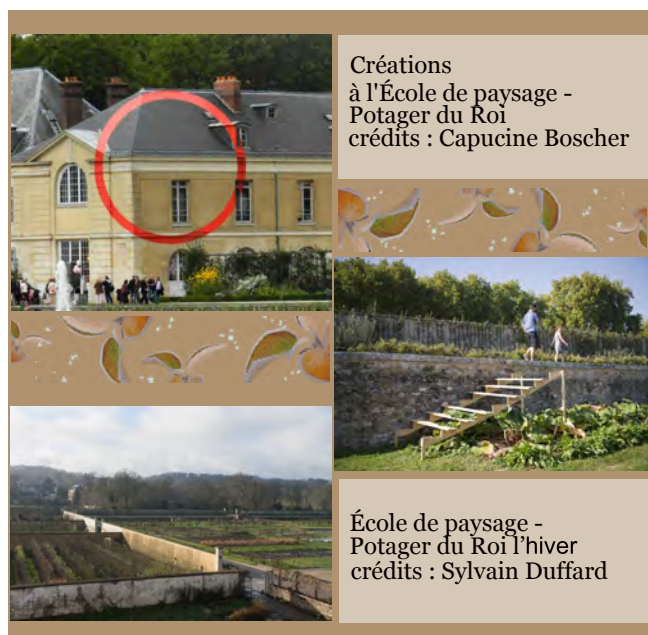 Créations
à l'École de paysage -
Potager du Roi
crédits : Capucine Boscher
École de paysage -
Potager du Roi l’hiver
crédits : Sylvain Duffard